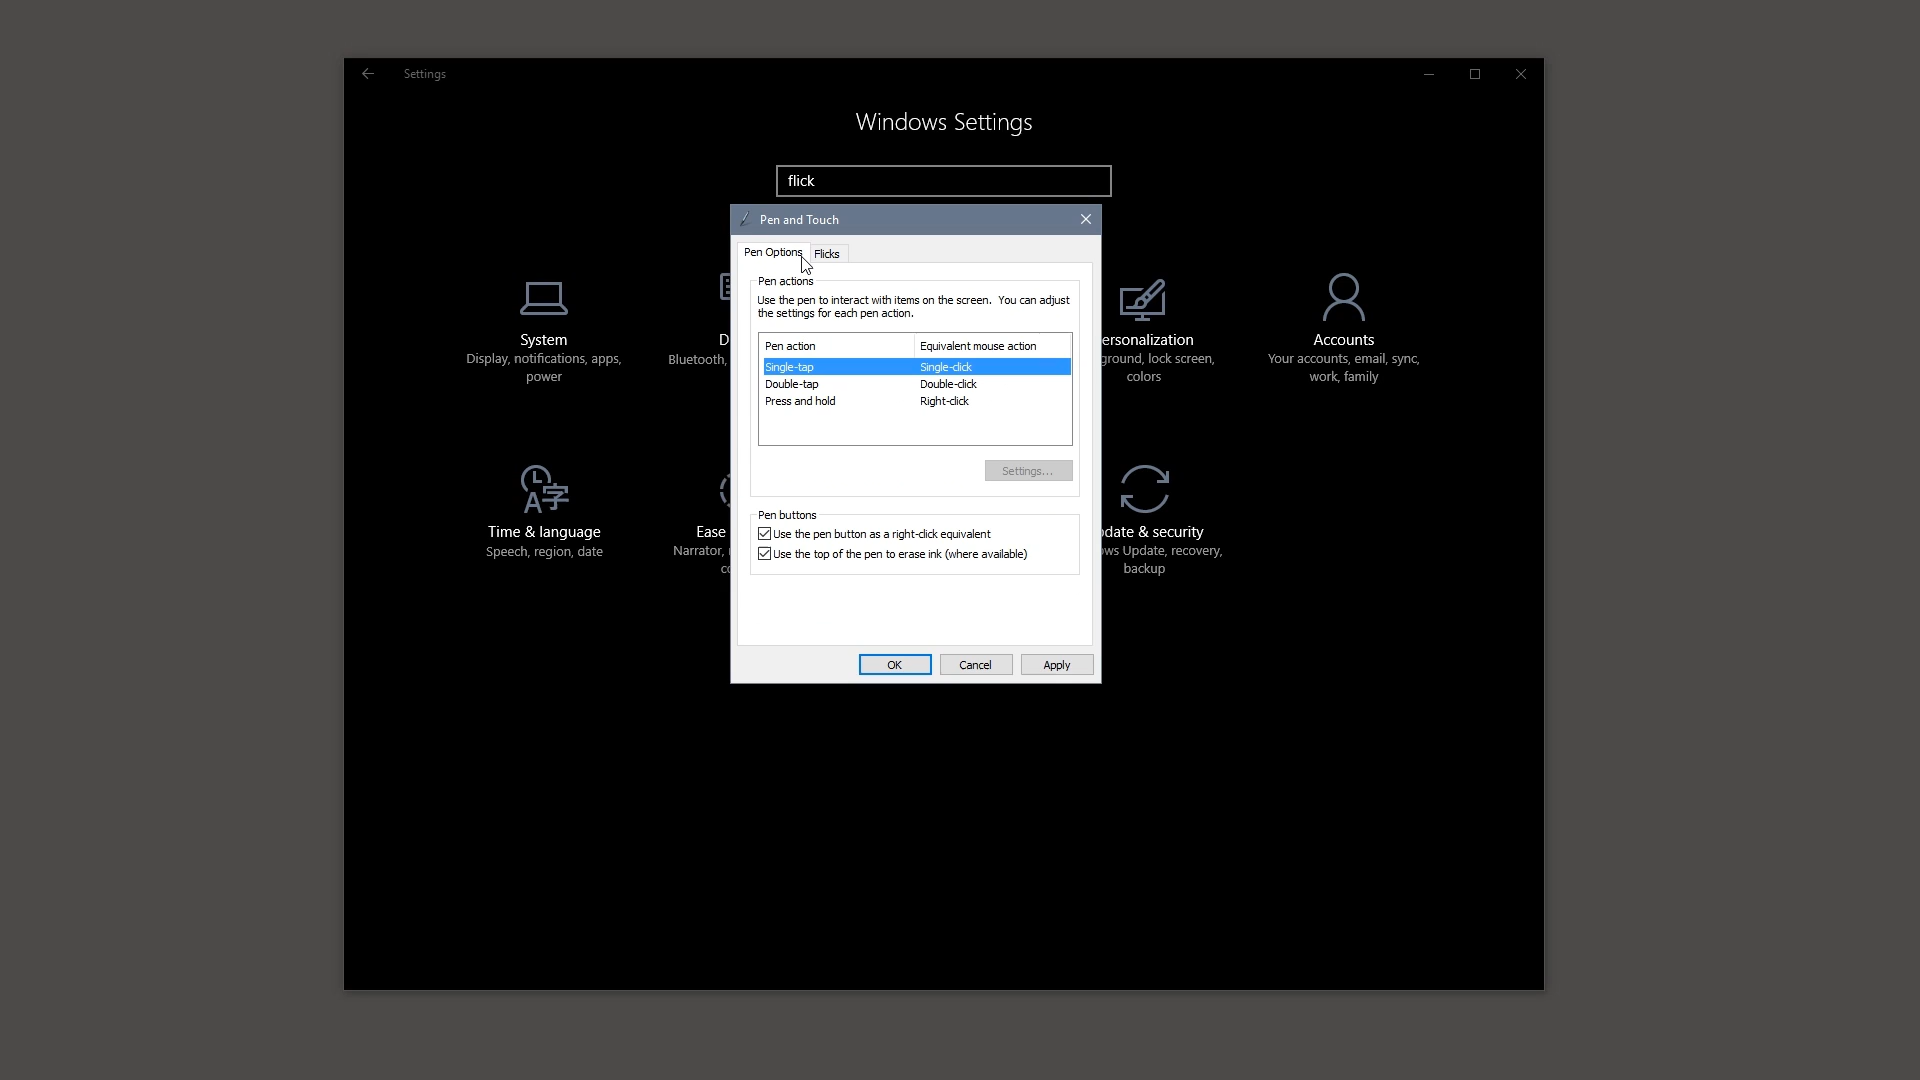 Settings
Windows Settings
flick
Pen and Touch
Pen Options
Flicks
Pen actions
Use the pen to interact with items on the screen. You can adjust
the settings for each pen action.
Pen action Equivalent mouse action
Single-tap Single-click
Double-tap Double-click
Press and hold Right-click
Settings...
Pen buttons
Use the pen button as a right-click equivalent
Use the top of the pen to erase ink (where available)
OK Cancel Apply
System
Display, notifications, apps,
power
Bluetooth,
ersonalization
ground, lock screen,
colors
Accounts
Your accounts, email, sync,
work, family
Time & language
Speech, region, date
Ease
Narrator,
pdate & security
ws Update, recovery,
backup